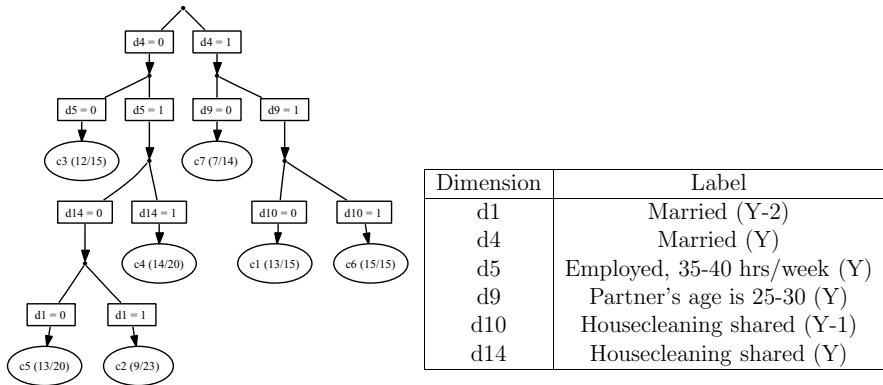 d4 = 0 d4 = 1
d5 = 0 d5 = 1 d9 = 0 d9 = 1
c3 (12/15) c7 (7/14)
d14 = 0 d14 = 1 d10 = 0 d10 = 1
c4 (14/20) c1 (13/15) c6 (15/15)
d1 = 0 d1 = 1
c5 (13/20) c2 (9/23)
Dimension Label
d1 Married (Y-2)
d4 Married (Y)
d5 Employed, 35-40 hrs/week (Y)
d9 Partner's age is 25-30 (Y)
d10 Housecleaning shared (Y-1)
d14 Housecleaning shared (Y)